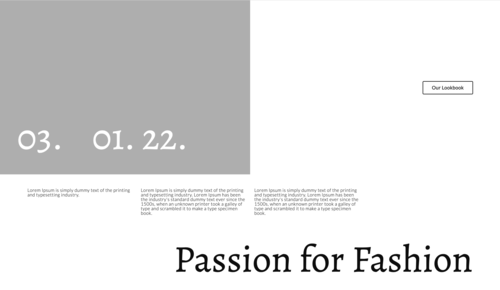 Our Lookbook
03. 01. 22.
Lorem Ipsum is simply dummy text of the printing
and typesetting industry.
Lorem Ipsum is simply dummy text of the printing
and typesetting industry. Lorem Ipsum has been
the industry's standard dummy text ever since the
1500s, when an unknown printer took a galley of
type and scrambled it to make a type specimen
book.
Lorem Ipsum is simply dummy text of the printing
and typesetting industry. Lorem Ipsum has been
the industry's standard dummy text ever since the
1500s, when an unknown printer took a galley of
type and scrambled it to make a type specimen
book.
Passion for Fashion